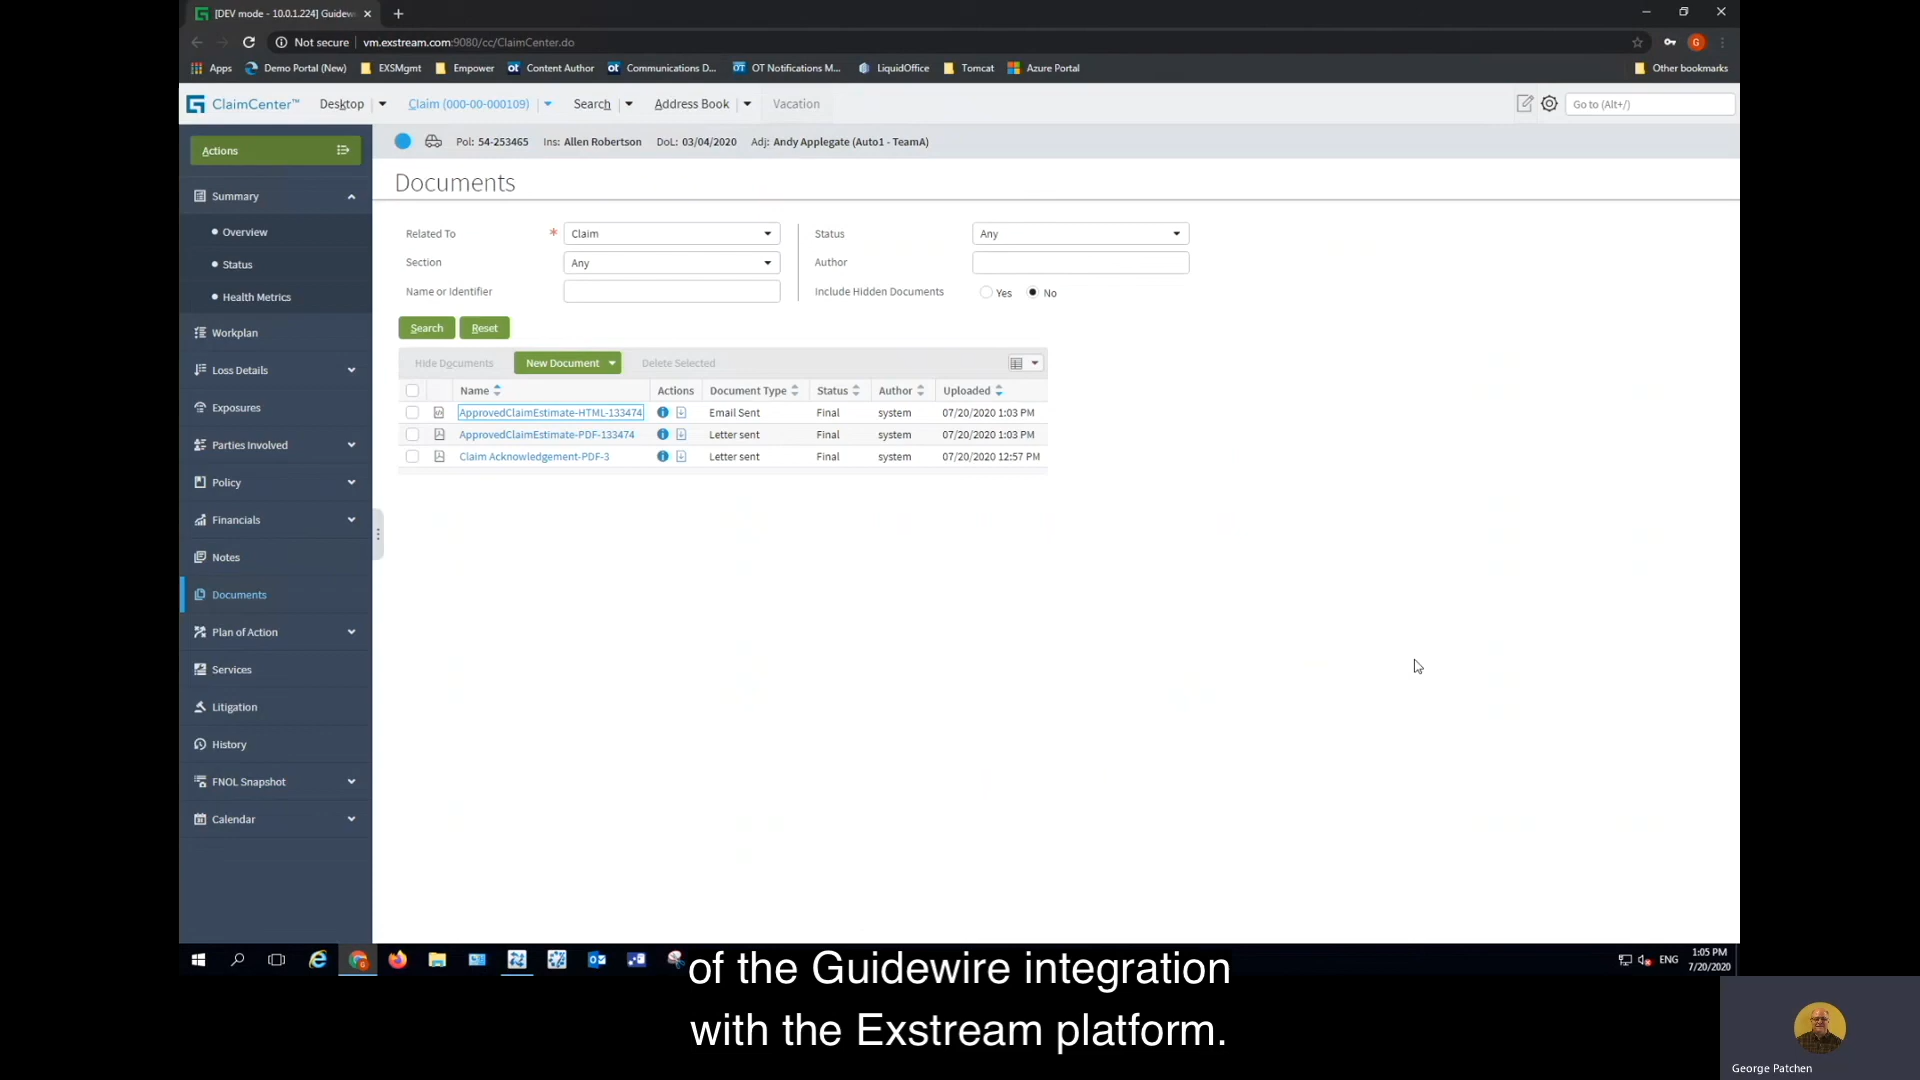 [DEV mode - 10.0.1.224] Guidew
Not secure | vm.exstream.com:9080/cc/ClaimCenter.do
G
Apps Demo Portal (New) EXSMgmt Empower ot Content Author ot Communications D... OT OT Notifications M... LiquidOffice Tomcat Azure Portal Other bookmarks
ClaimCenter™ Desktop Claim (000-00-000109) Search Address Book Vacation Go to (Alt+/)
Actions
Pol: 54-253465 Ins: Allen Robertson DoL: 03/04/2020 Adj: Andy Applegate (Auto1 - TeamA)
Summary
Overview
Status
Health Metrics
Workplan
Loss Details
Exposures
Parties Involved
Policy
Financials
Notes
Documents
Plan of Action
Services
Litigation
History
FNOL Snapshot
Calendar
Documents
Related To * Claim Status Any
Section Any Author
Name or Identifier Include Hidden Documents Yes No
Search Reset
Hide Documents New Document Delete Selected
Name Actions Document Type Status Author Uploaded
ApprovedClaimEstimate-HTML-133474 Email Sent Final system 07/20/2020 1:03 PM
ApprovedClaimEstimate-PDF-133474 Letter sent Final system 07/20/2020 1:03 PM
Claim Acknowledgement-PDF-3 Letter sent Final system 07/20/2020 12:57 PM
ENG 1:05 PM
7/20/2020
of the Guidewire integration
with the Exstream platform.
George Patchen